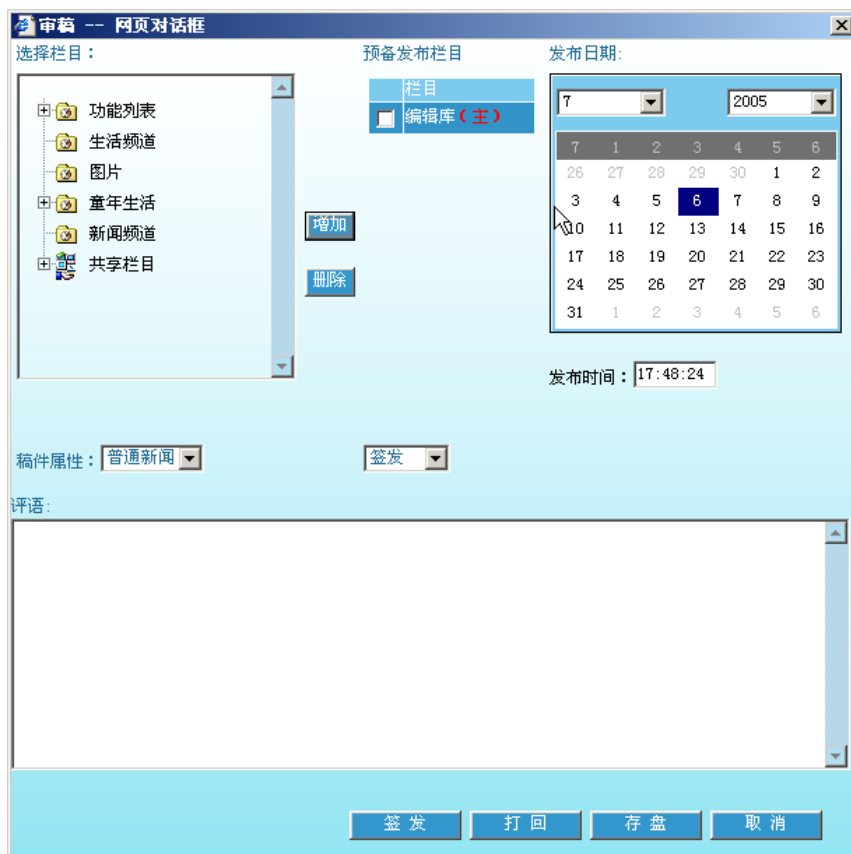 审稿 -- 网页对话框
选择栏目：
预备发布栏目
发布日期:
功能列表
生活频道
图片
童年生活
新闻频道
共享栏目
增加
删除
栏目
编辑库（主）
7 2005
7 1 2 3 4 5 6
26 27 28 29 30 1 2
3 4 5 6 7 8 9
10 11 12 13 14 15 16
17 18 19 20 21 22 23
24 25 26 27 28 29 30
31 1 2 3 4 5 6
发布时间：17:48:24
稿件属性：普通新闻 签发
评语:
签 发 打 回 存 盘 取 消